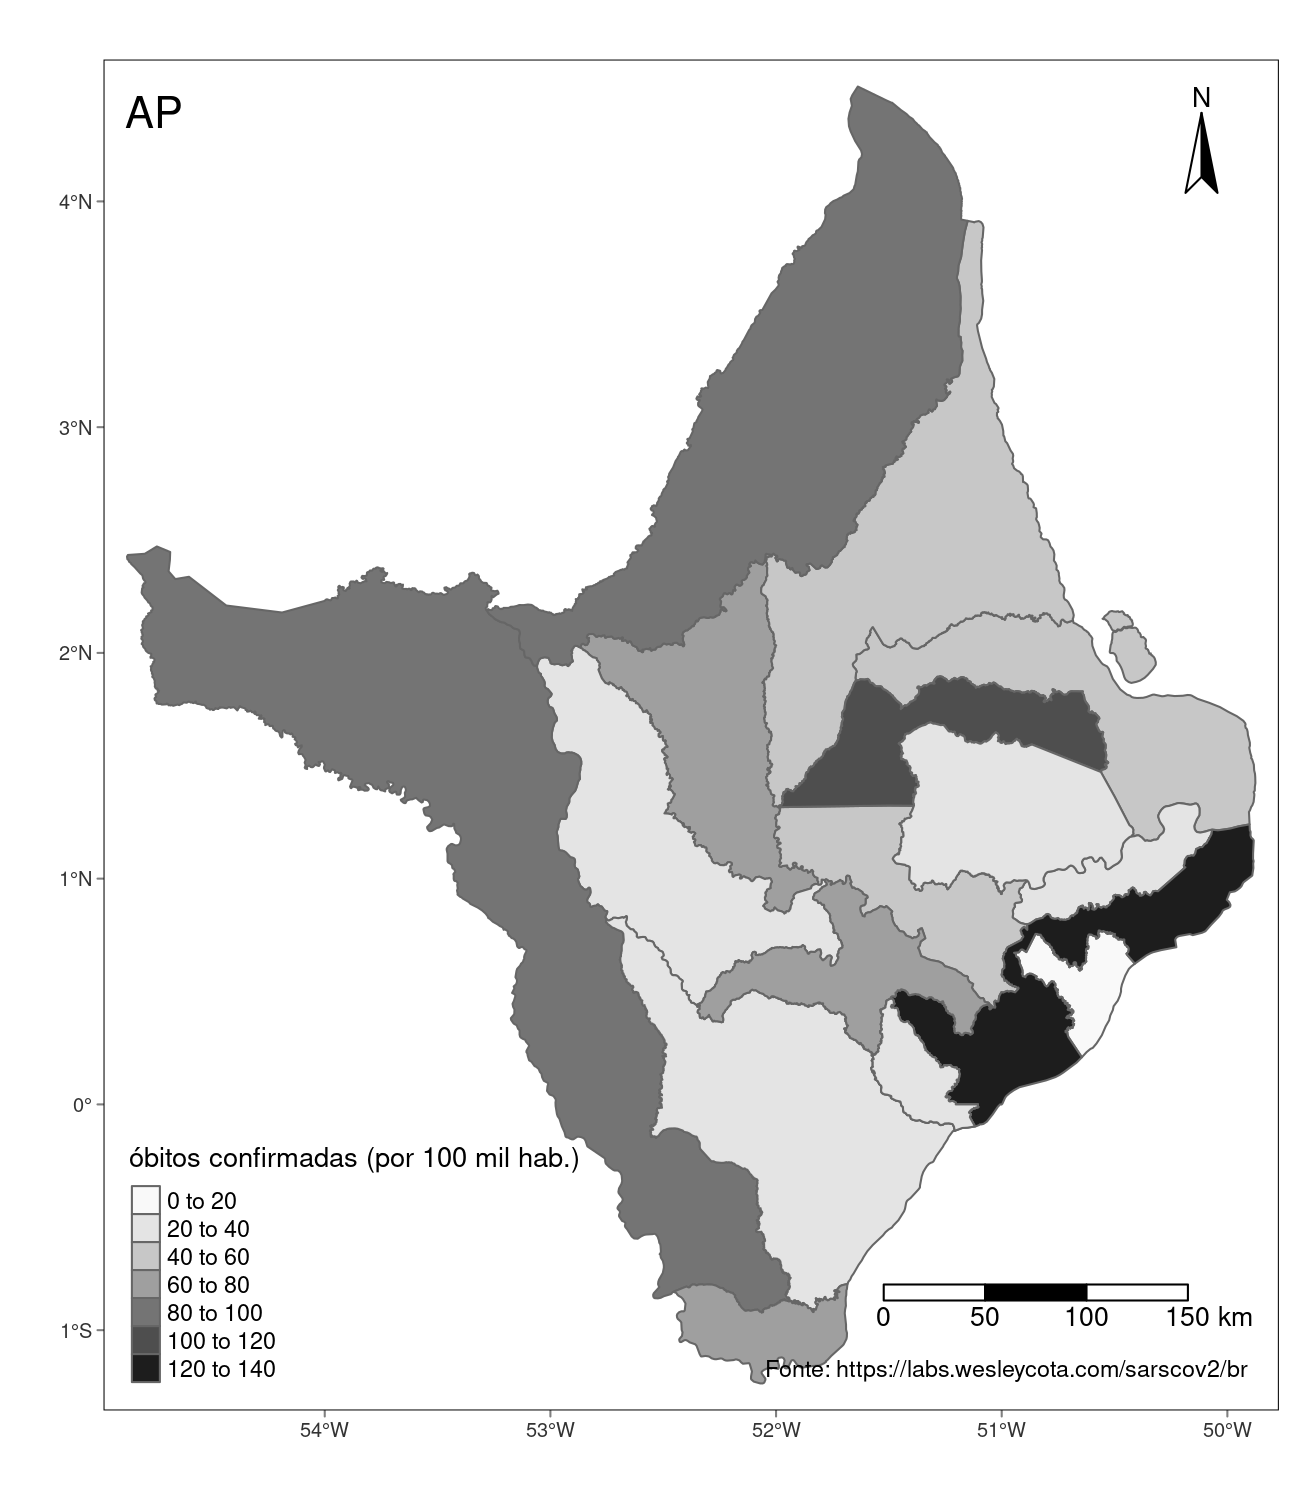 AP
N
4°N
3°N
2°N
1°N
0°
1°S
óbitos confirmadas (por 100 mil hab.)
0 to 20
20 to 40
40 to 60
60 to 80
80 to 100
100 to 120
120 to 140
0 50 100 150 km
Fonte: https://labs.wesleycota.com/sarscov2/br
54°W 53°W 52°W 51°W 50°W